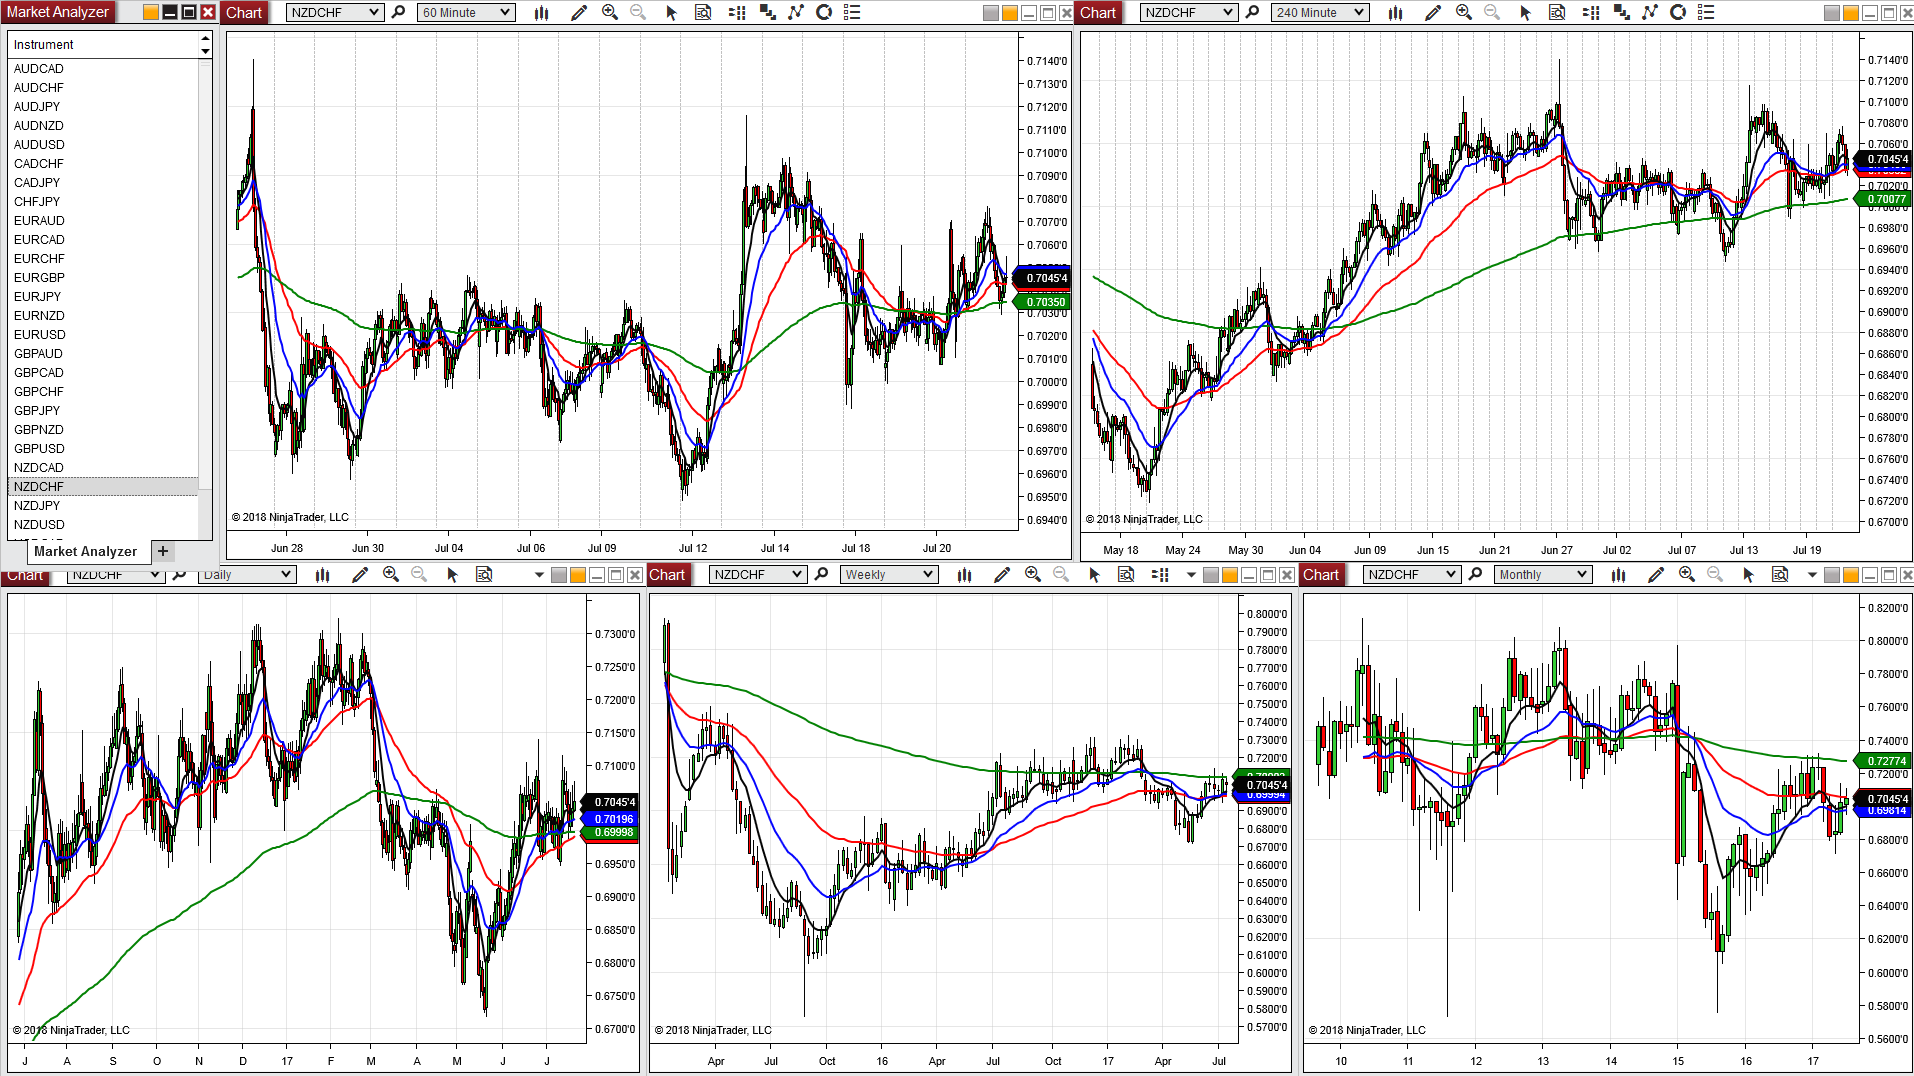 Market Analyzer
Instrument
AUDCAD
AUDCHF
AUDJPY
AUDNZD
AUDUSD
CADCHF
CADJPY
CHFJPY
EURAUD
EURCAD
EURCHF
EURGBP
EURJPY
EURNZD
EURUSD
GBPAUD
GBPCAD
GBPCHF
GBPJPY
GBPNZD
GBPUSD
NZDCAD
NZDCHF
NZDJPY
NZDUSD
Market Analyzer +
Chart NZDCHF 60 Minute
0.7140'0
0.7130'0
0.7120'0
0.7110'0
0.7100'0
0.7090'0
0.7080'0
0.7070'0
0.7060'0
0.7045'4
0.70350
0.7030'0
0.7020'0
0.7010'0
0.7000'0
0.6990'0
0.6980'0
0.6970'0
0.6960'0
0.6950'0
0.6940'0
© 2018 NinjaTrader, LLC
Jun 28 Jun 30 Jul 04 Jul 06 Jul 09 Jul 12 Jul 14 Jul 18 Jul 20
Chart NZDCHF 240 Minute
0.7140'0
0.7120'0
0.7100'0
0.7080'0
0.7060'0
0.7045'4
0.7020'0
0.70077
0.6980'0
0.6960'0
0.6940'0
0.6920'0
0.6900'0
0.6880'0
0.6860'0
0.6840'0
0.6820'0
0.6800'0
0.6780'0
0.6760'0
0.6740'0
0.6720'0
0.6700'0
© 2018 NinjaTrader, LLC
May 18 May 24 May 30 Jun 04 Jun 09 Jun 15 Jun 21 Jun 27 Jul 02 Jul 07 Jul 13 Jul 19
Chart NZDCHF Daily
0.7300'0
0.7250'0
0.7200'0
0.7150'0
0.7100'0
0.7045'4
0.70196
0.69998
0.6950'0
0.6900'0
0.6850'0
0.6800'0
0.6750'0
0.6700'0
© 2018 NinjaTrader, LLC
J A S O N D 17 F M A M J J
Chart NZDCHF Weekly
0.8000'0
0.7900'0
0.7800'0
0.7700'0
0.7600'0
0.7500'0
0.7400'0
0.7300'0
0.7200'0
0.7045'4
0.69994
0.6900'0
0.6800'0
0.6700'0
0.6600'0
0.6500'0
0.6400'0
0.6300'0
0.6200'0
0.6100'0
0.6000'0
0.5900'0
0.5800'0
0.5700'0
© 2018 NinjaTrader, LLC
Apr Jul Oct 16 Apr Jul Oct 17 Apr Jul
Chart NZDCHF Monthly
0.8200'0
0.8000'0
0.7800'0
0.7600'0
0.7400'0
0.72774
0.7200'0
0.7045'4
0.69814
0.6800'0
0.6600'0
0.6400'0
0.6200'0
0.6000'0
0.5800'0
0.5600'0
© 2018 NinjaTrader, LLC
10 11 12 13 14 15 16 17